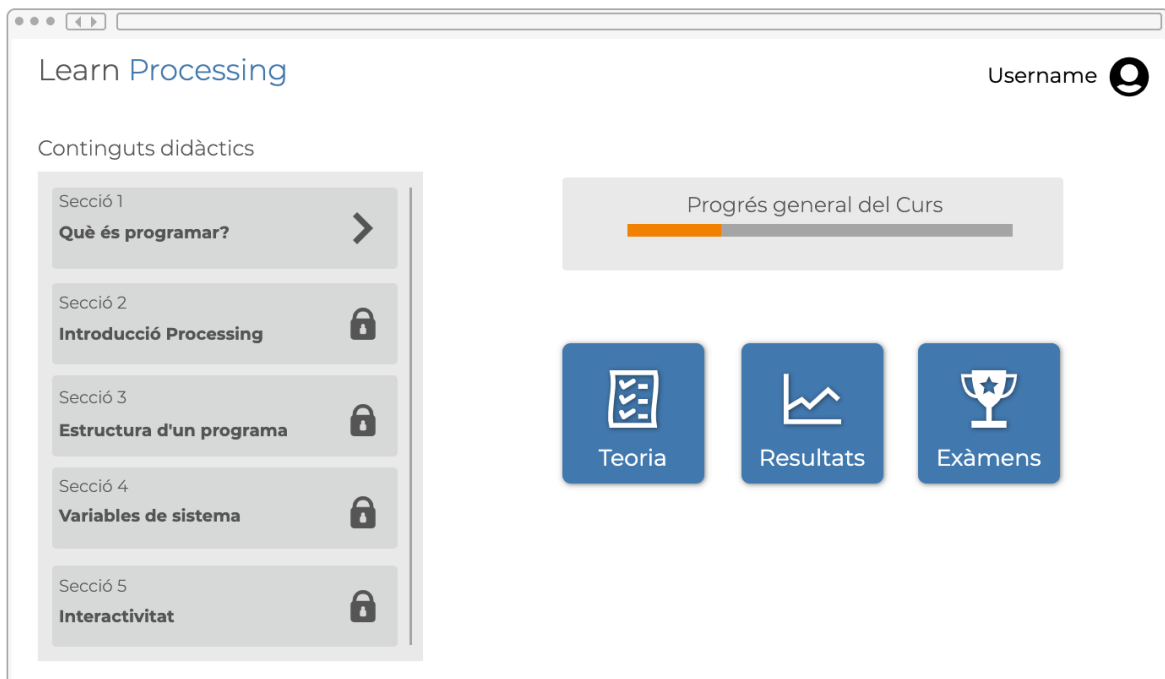 Learn Processing
Username
Continguts didàctics
Secció 1
Què és programar?
Secció 2
Introducció Processing
Secció 3
Estructura d'un programa
Secció 4
Variables de sistema
Secció 5
Interactivitat
Progrés general del Curs
Teoria
Resultats
Exàmens